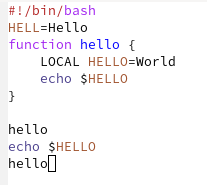 #!/bin/bash
HELL=Hello
function hello {
    LOCAL HELLO=World
    echo $HELLO
}

hello
echo $HELLO
hello